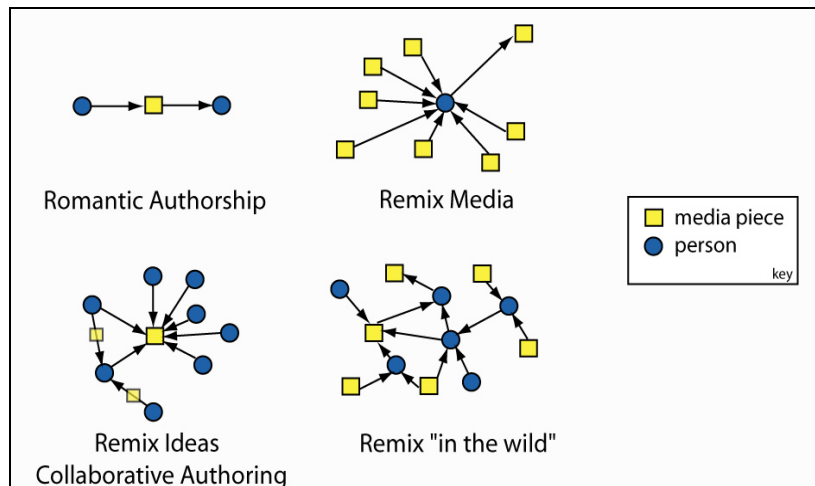 Romantic Authorship
Remix Media
media piece
person
key
Remix Ideas
Collaborative Authoring
Remix "in the wild"